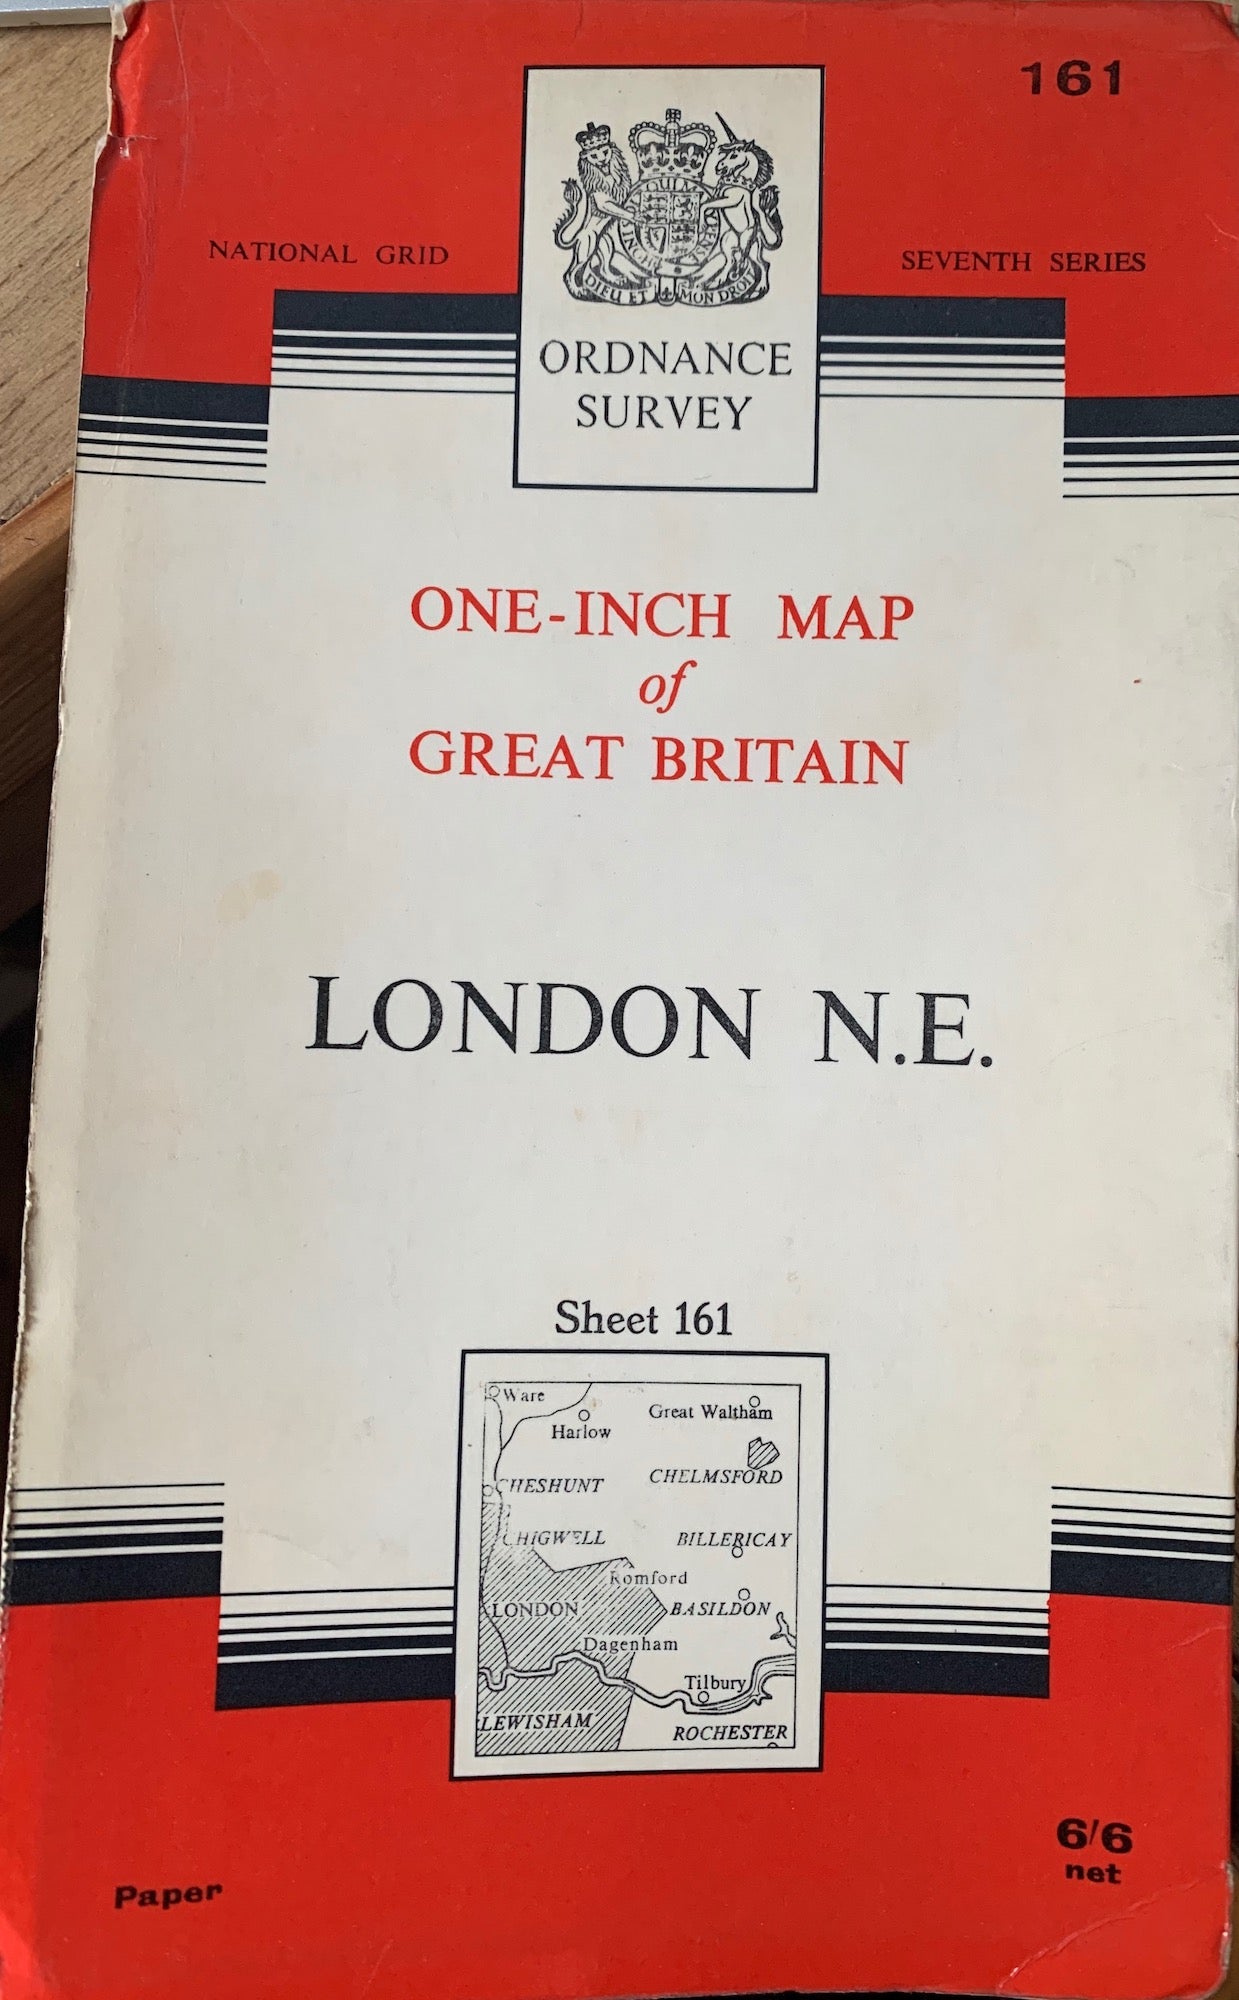 161
NATIONAL GRID
SEVENTH SERIES
DIEU ET MON DROIT
ORDNANCE
SURVEY
ONE-INCH MAP
of
GREAT BRITAIN
LONDON N.E.
Sheet 161
Ware
Great Waltham
Harlow
CHELMSFORD
CHESHUNT
CHIGWELL
BILLERICAY
Romford
LONDON
BASILDON
Dagenham
Tilbury
LEWISHAM
ROCHESTER
6/6
net
Paper